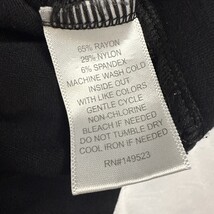 65% RAYON
29% NYLON
6% SPANDEX
MACHINE WASH COLD
INSIDE OUT
WITH LIKE COLORS
GENTLE CYCLE
NON-CHLORINE
BLEACH IF NEEDED
DO NOT TUMBLE DRY
COOL IRON IF NEEDED
RN#149523